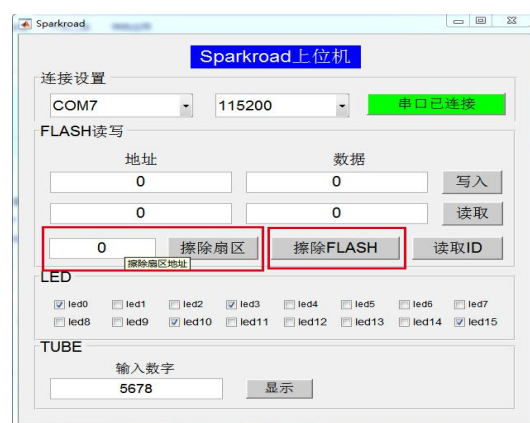 Sparkroad
Sparkroad上位机
连接设置
COM7 115200 串口已连接
FLASH读写
地址 数据
0 0 写入
0 0 读取
0 擦除扇区 擦除FLASH 读取ID
擦除扇区地址
LED
led0 led1 led2 led3 led4 led5 led6 led7
led8 led9 led10 led11 led12 led13 led14 led15
TUBE
输入数字
5678 显示